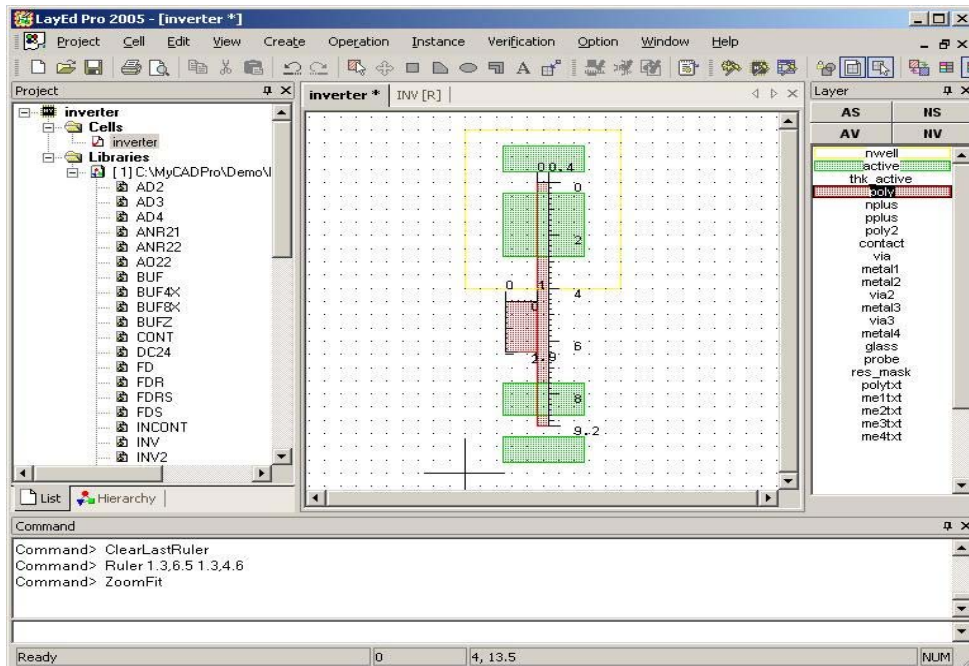 LayEd Pro 2005 - [inverter *]
Project Cell Edit View Create Operation Instance Verification Option Window Help
Project
inverter
Cells
inverter
Libraries
[1] C:\MyCADPro\Demo\I
AD2
AD3
AD4
ANR21
ANR22
AO22
BUF
BUF4X
BUF8X
BUFZ
CONT
DC24
FD
FDR
FDRS
FDS
INCONT
INV
INV2
List Hierarchy
inverter * INV [R]
0 0.4
0
2
0 1
4
0
6
8
9.2
Layer
AS NS
AV NV
nwell
active
thk_active
poly
nplus
pplus
poly2
contact
via
metal1
metal2
via2
metal3
via3
metal4
glass
probe
res_mask
polytxt
me1txt
me2txt
me3txt
me4txt
Command
Command> ClearLastRuler
Command> Ruler 1.3,6.5 1.3,4.6
Command> ZoomFit
Ready 0 4, 13.5 NUM